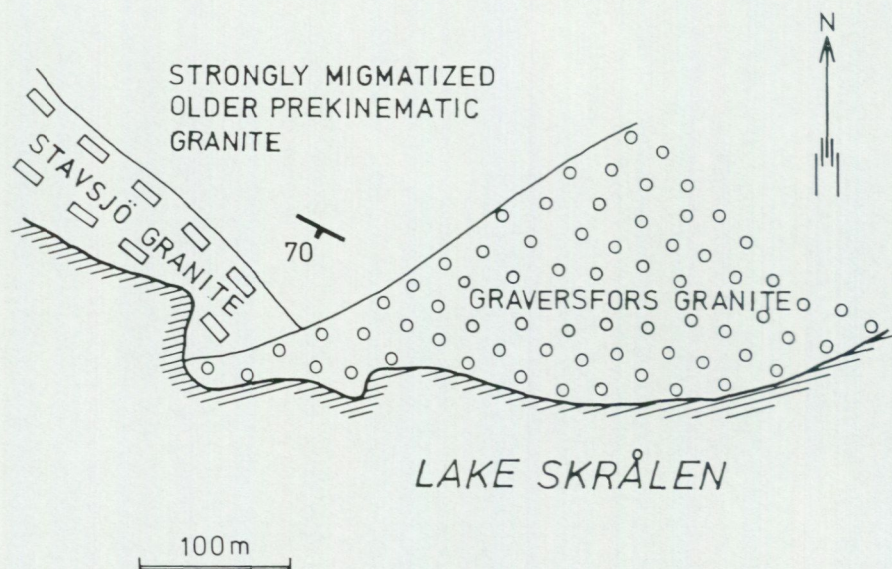 N
STRONGLY MIGMATIZED
OLDER PREKINEMATIC
GRANITE
STAVSJÖ GRANITE
70
GRAVERSFORS GRANITE
LAKE SKRÅLEN
100m